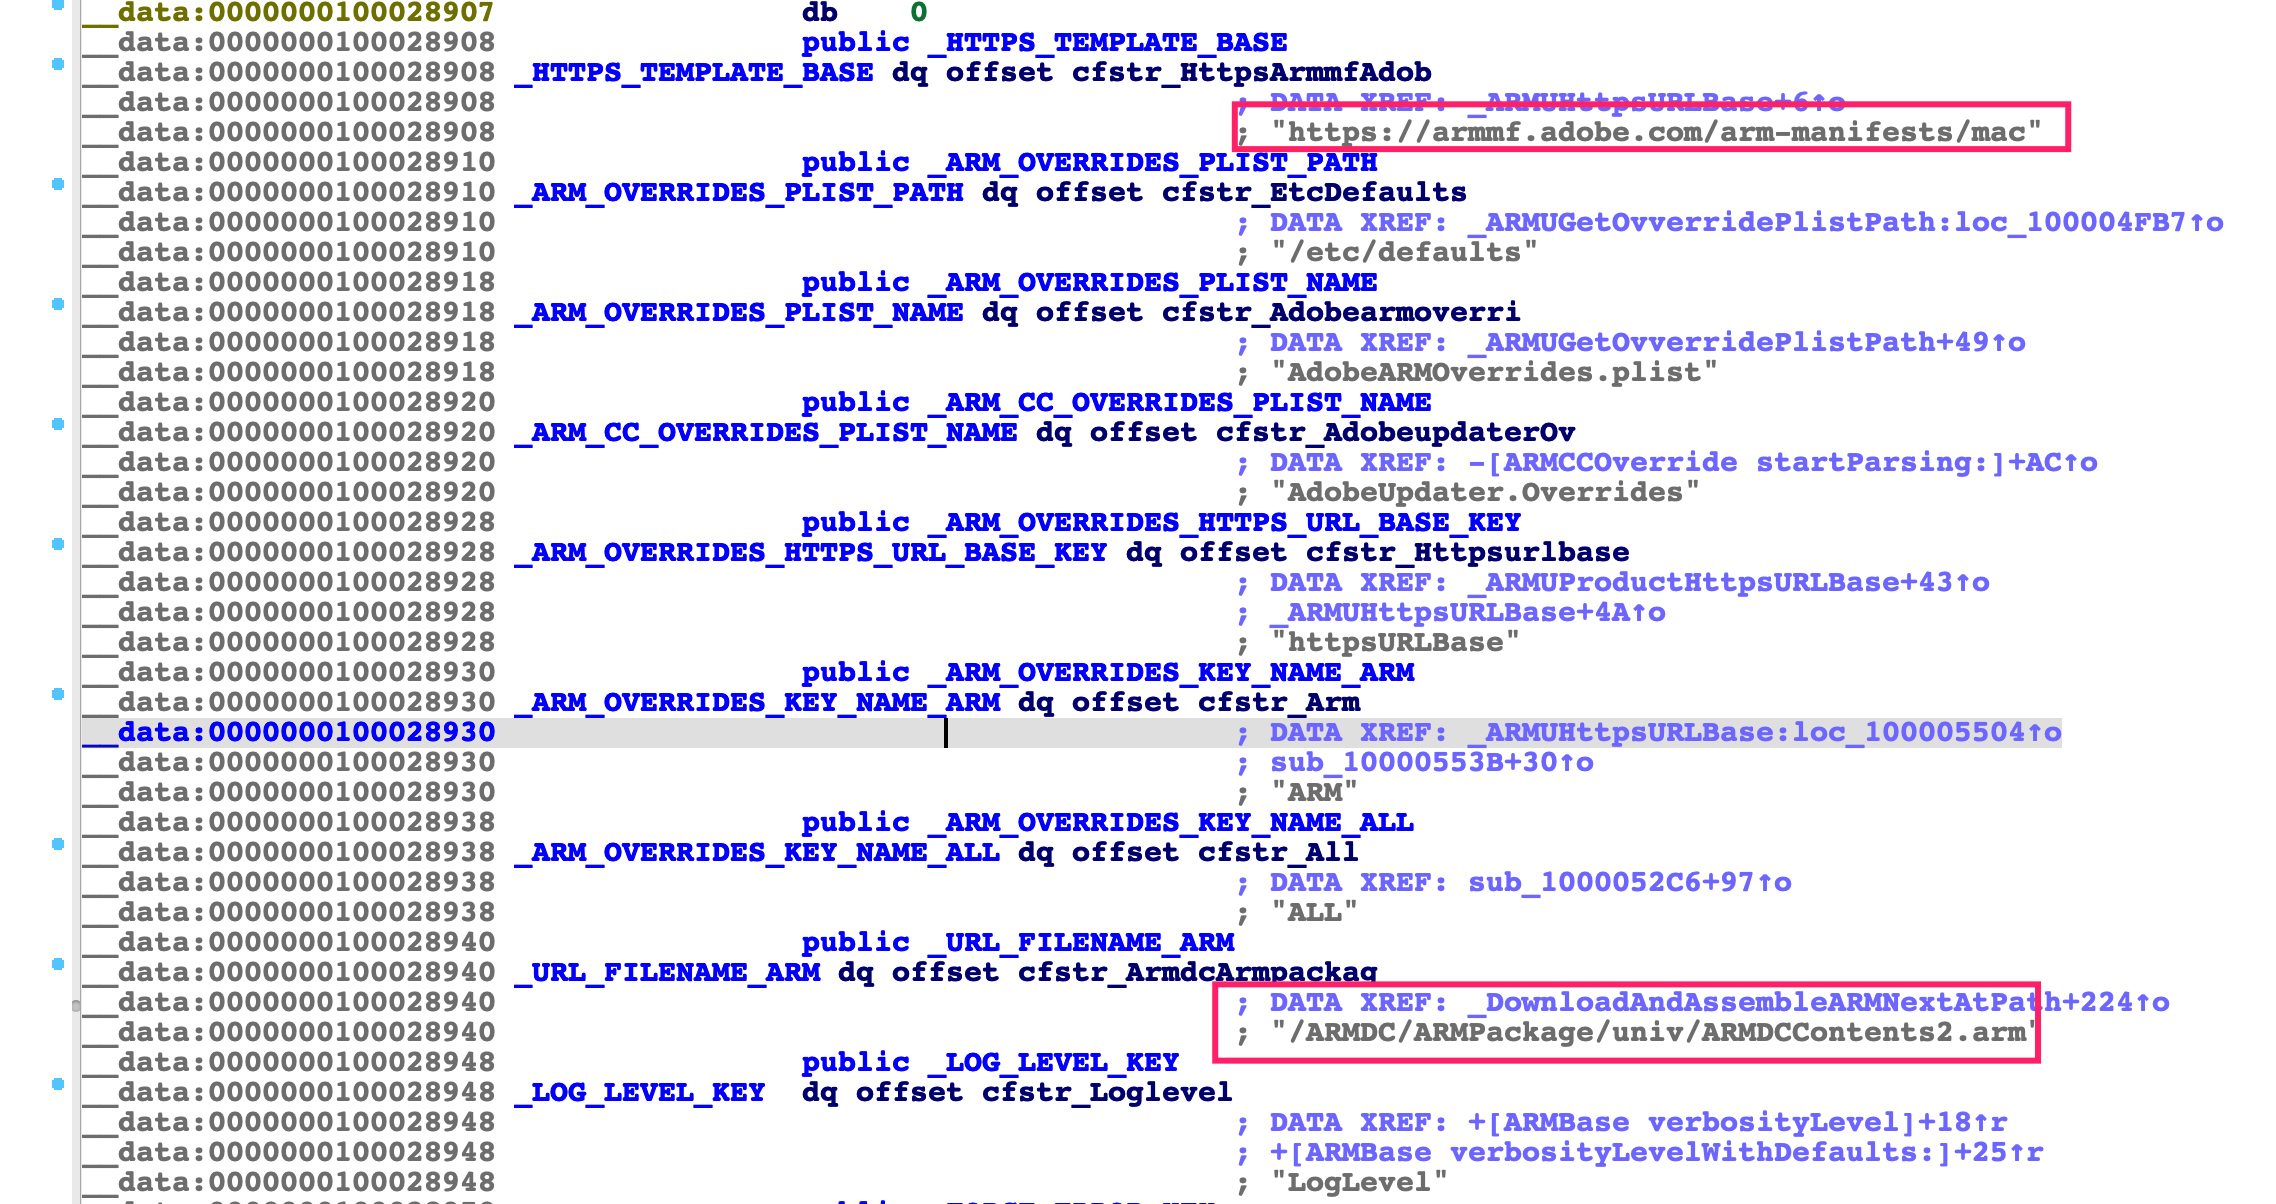 __data:0000000100028907 db 0
__data:0000000100028908 public _HTTPS_TEMPLATE_BASE
__data:0000000100028908 _HTTPS_TEMPLATE_BASE dq offset cfstr_HttpsArmmfAdob
__data:0000000100028908 ; DATA XREF: _ARMUHttpsURLBase+6↑o
__data:0000000100028908 ; "https://armmf.adobe.com/arm-manifests/mac"
__data:0000000100028910 public _ARM_OVERRIDES_PLIST_PATH
__data:0000000100028910 _ARM_OVERRIDES_PLIST_PATH dq offset cfstr_EtcDefaults
__data:0000000100028910 ; DATA XREF: _ARMUGetOvverridePlistPath:loc_100004FB7↑o
__data:0000000100028910 ; "/etc/defaults"
__data:0000000100028918 public _ARM_OVERRIDES_PLIST_NAME
__data:0000000100028918 _ARM_OVERRIDES_PLIST_NAME dq offset cfstr_Adobearmoverri
__data:0000000100028918 ; DATA XREF: _ARMUGetOvverridePlistPath+49↑o
__data:0000000100028918 ; "AdobeARMOverrides.plist"
__data:0000000100028920 public _ARM_CC_OVERRIDES_PLIST_NAME
__data:0000000100028920 _ARM_CC_OVERRIDES_PLIST_NAME dq offset cfstr_AdobeupdaterOv
__data:0000000100028920 ; DATA XREF: -[ARMCCOverride startParsing:]+AC↑o
__data:0000000100028920 ; "AdobeUpdater.Overrides"
__data:0000000100028928 public _ARM_OVERRIDES_HTTPS_URL_BASE_KEY
__data:0000000100028928 _ARM_OVERRIDES_HTTPS_URL_BASE_KEY dq offset cfstr_Httpsurlbase
__data:0000000100028928 ; DATA XREF: _ARMUProductHttpsURLBase+43↑o
__data:0000000100028928 ; _ARMUHttpsURLBase+4A↑o
__data:0000000100028928 ; "httpsURLBase"
__data:0000000100028930 public _ARM_OVERRIDES_KEY_NAME_ARM
__data:0000000100028930 _ARM_OVERRIDES_KEY_NAME_ARM dq offset cfstr_Arm
__data:0000000100028930 ; DATA XREF: _ARMUHttpsURLBase:loc_100005504↑o
__data:0000000100028930 ; sub_10000553B+30↑o
__data:0000000100028930 ; "ARM"
__data:0000000100028938 public _ARM_OVERRIDES_KEY_NAME_ALL
__data:0000000100028938 _ARM_OVERRIDES_KEY_NAME_ALL dq offset cfstr_All
__data:0000000100028938 ; DATA XREF: sub_1000052C6+97↑o
__data:0000000100028938 ; "ALL"
__data:0000000100028940 public _URL_FILENAME_ARM
__data:0000000100028940 _URL_FILENAME_ARM dq offset cfstr_ArmdcArmpackag
__data:0000000100028940 ; DATA XREF: _DownloadAndAssembleARMNextAtPath+224↑o
__data:0000000100028940 ; "/ARMDC/ARMPackage/univ/ARMDCContents2.arm"
__data:0000000100028948 public _LOG_LEVEL_KEY
__data:0000000100028948 _LOG_LEVEL_KEY dq offset cfstr_Loglevel
__data:0000000100028948 ; DATA XREF: +[ARMBase verbosityLevel]+18↑r
__data:0000000100028948 ; +[ARMBase verbosityLevelWithDefaults:]+25↑r
__data:0000000100028948 ; "LogLevel"